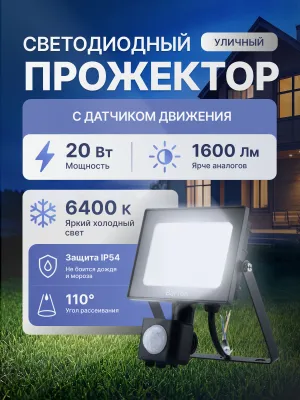 СВЕТОДИОДНЫЙ
УЛИЧНЫЙ
ПРОЖЕКТОР
С ДАТЧИКОМ ДВИЖЕНИЯ
20 Вт
Мощность
1600 Лм
Ярче аналогов
6400 К
Яркий холодный
свет
Защита IP54
Не боится дождя
и мороза
110°
Угол рассеивания